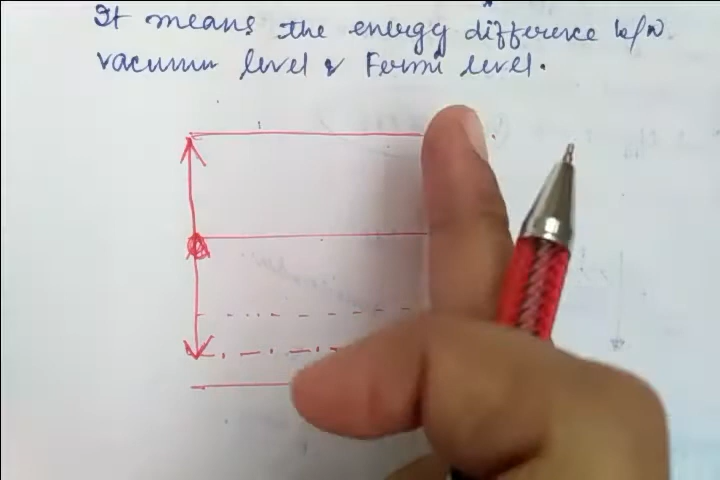 It means the energy difference b/w
vacuum level & Fermi level.